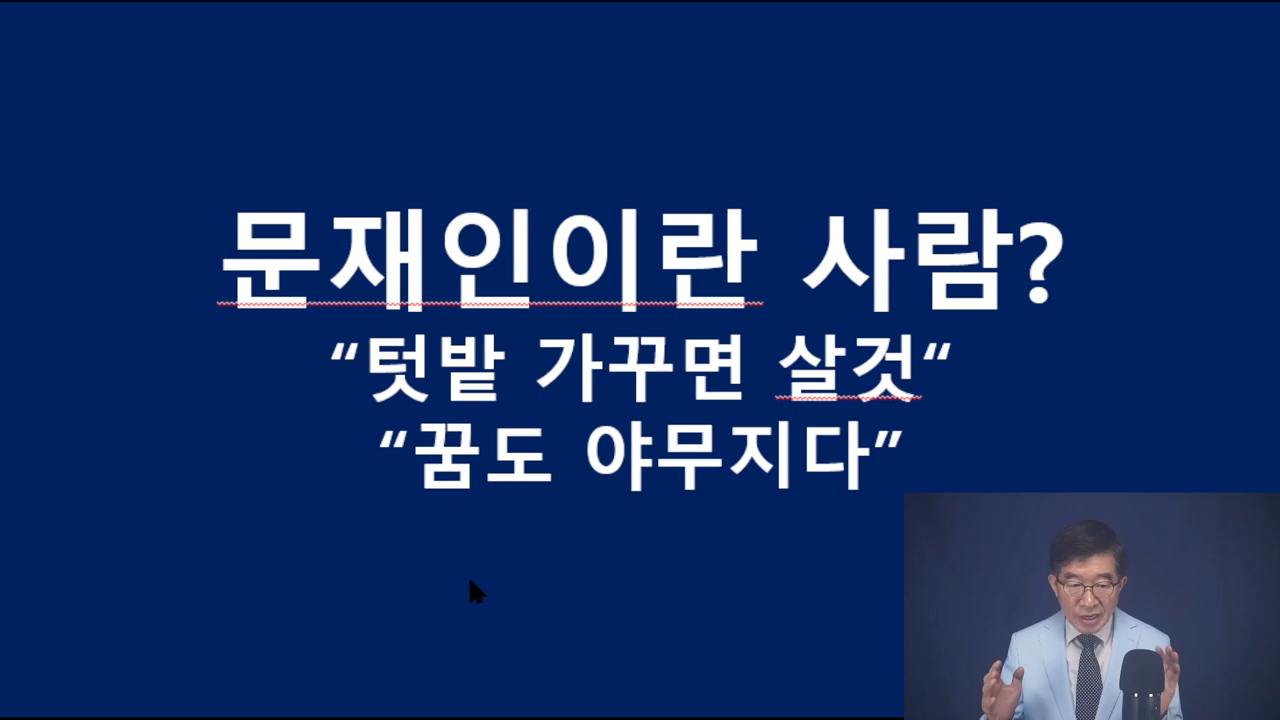 문재인이란 사람?
“텃밭 가꾸면 살것“
“꿈도 야무지다”